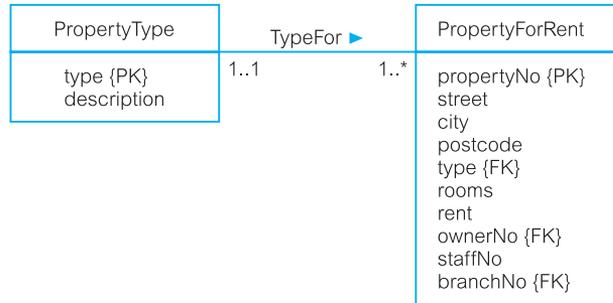 PropertyType
TypeFor ►
PropertyForRent
type {PK}
description
1..1
1..*
propertyNo {PK}
street
city
postcode
type {FK}
rooms
rent
ownerNo {FK}
staffNo
branchNo {FK}